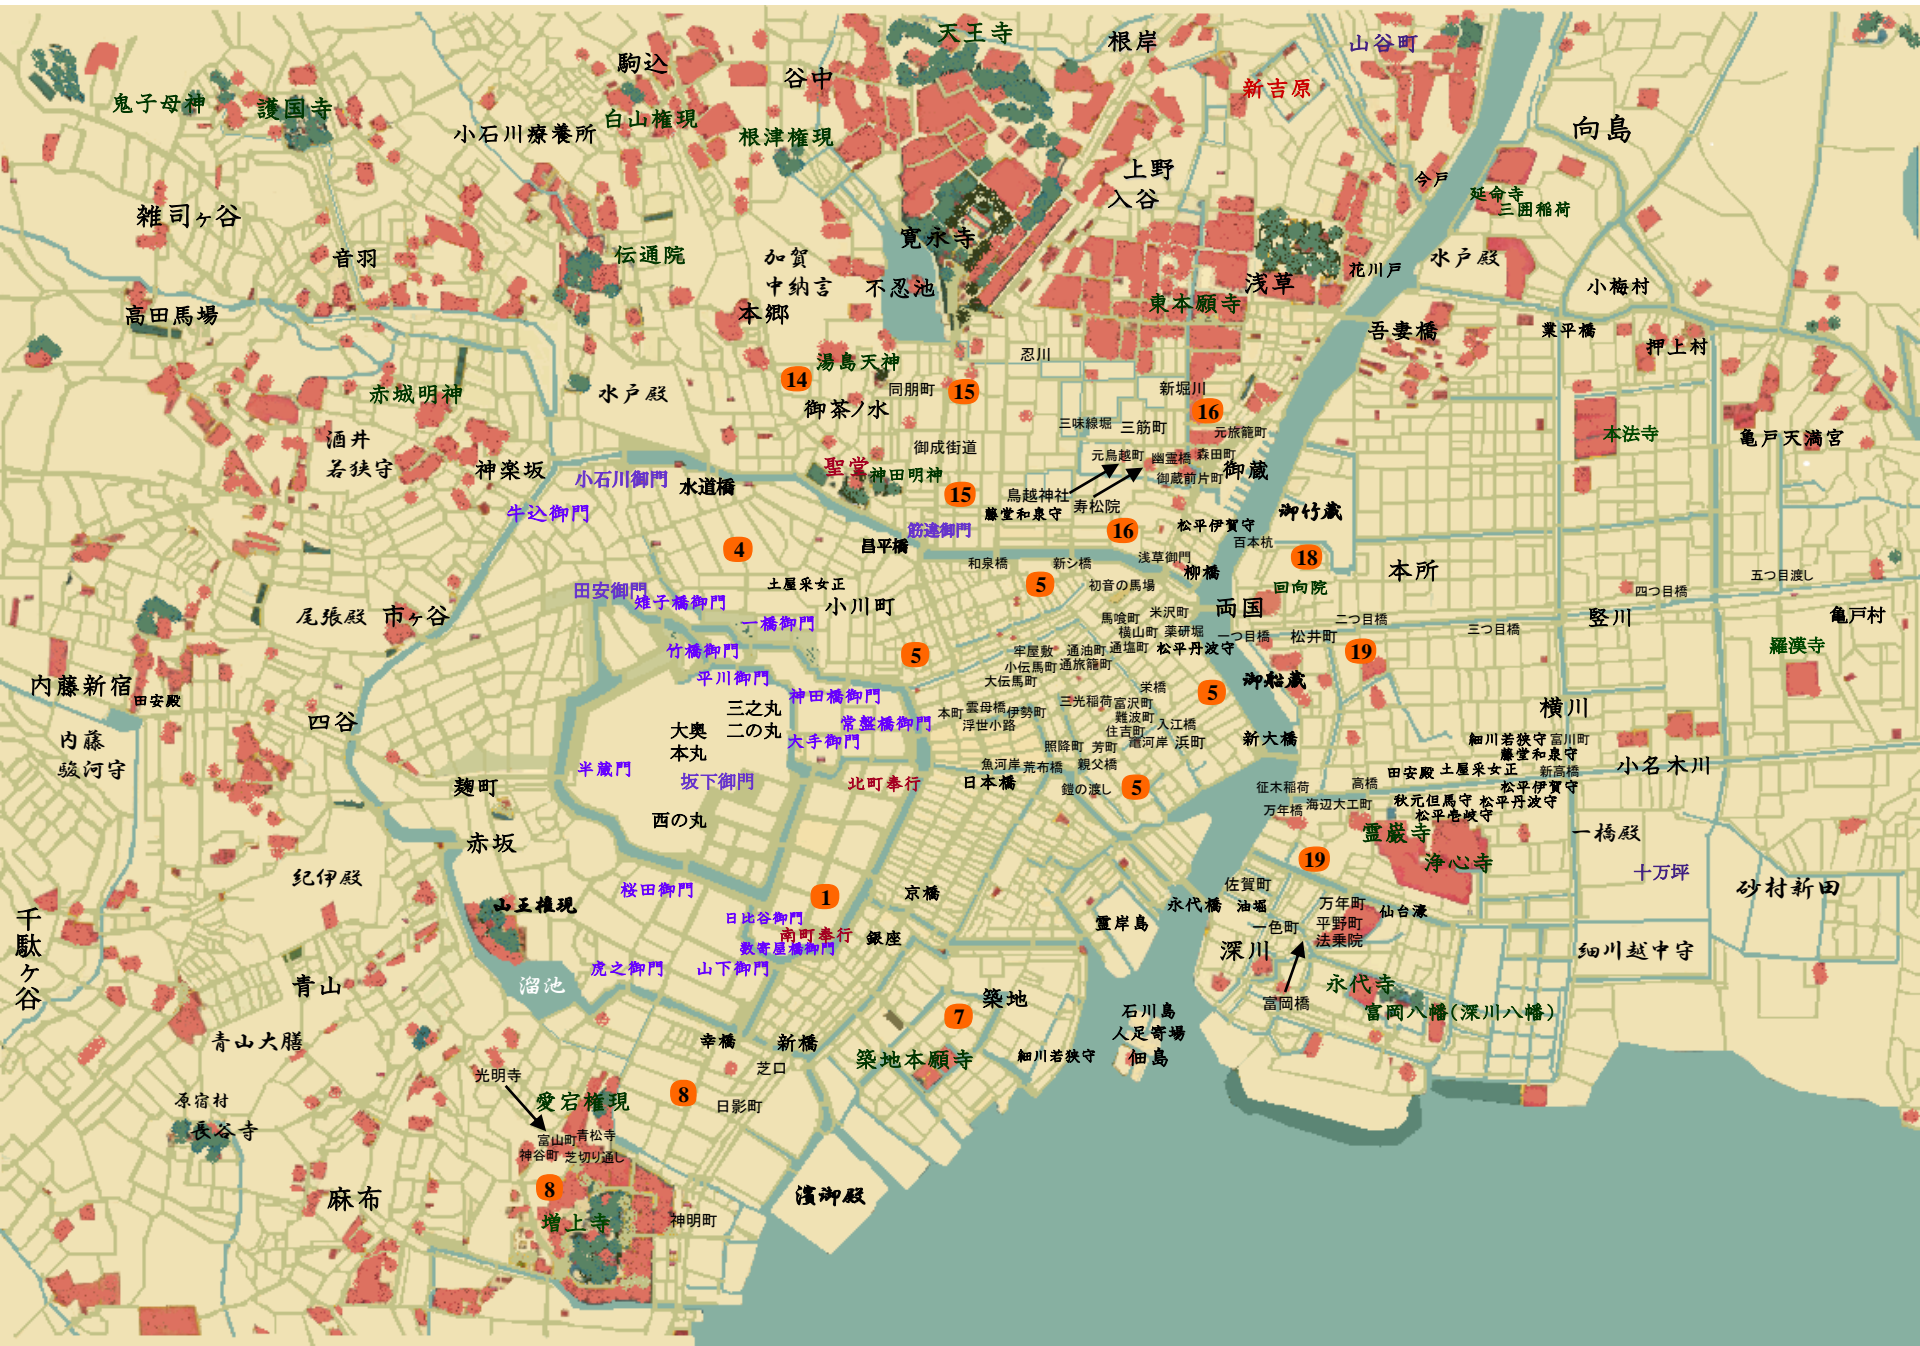 天王寺
根岸
山谷町
駒込
谷中
新吉原
鬼子母神
護国寺
白山権現
小石川療養所
根津権現
向島
上野
入谷
今戸
延命寺
三囲稲荷
雑司ヶ谷
音羽
伝通院
加賀
中納言
本郷
寛永寺
不忍池
浅草
花川戸
水戸殿
小梅村
高田馬場
東本願寺
吾妻橋
業平橋
押上村
忍川
湯島天神
14
同朋町
15
新堀川
16
赤城明神
水戸殿
御茶ノ水
三味線堀
三筋町
元旅籠町
本法寺
亀戸天満宮
酒井
若狭守
神楽坂
御成街道
元鳥越町
幽霊橋
森田町
御蔵
聖堂
神田明神
小石川御門
水道橋
御蔵前片町
15
鳥越神社
寿松院
藤堂和泉守
牛込御門
筋違御門
16
松平伊賀守
御竹蔵
百本杭
昌平橋
4
和泉橋
新シ橋
浅草御門
柳橋
18
本所
5
初音の馬場
回向院
五つ目渡し
四つ目橋
田安御門
雉子橋御門
土屋采女正
小川町
尾張殿
市ヶ谷
一橋御門
馬喰町
米沢町
両国
二つ目橋
三つ目橋
竪川
亀戸村
横山町
薬研堀
一つ目橋
松井町
竹橋御門
5
牢屋敷
通油町
通塩町
松平丹波守
19
羅漢寺
小伝馬町
通旅籠町
大伝馬町
平川御門
内藤新宿
田安殿
神田橋御門
栄橋
5
御船蔵
四谷
三之丸
二の丸
大奥
本丸
常盤橋御門
大手御門
本町
雲母橋
伊勢町
浮世小路
三光稲荷
富沢町
難波町
入江橋
住吉町
竈河岸
浜町
横川
新大橋
内藤
駿河守
照降町
芳町
細川若狭守
富川町
藤堂和泉守
半蔵門
坂下御門
北町奉行
日本橋
魚河岸
荒布橋
親父橋
鎧の渡し
5
田安殿
土屋采女正
新高橋
小名木川
麹町
征木稲荷
高橋
松平伊賀守
万年橋
海辺大工町
秋元但馬守
松平丹波守
松平壱岐守
西の丸
赤坂
霊巌寺
浄心寺
一橋殿
19
十万坪
砂村新田
紀伊殿
桜田御門
1
京橋
佐賀町
永代橋
油堀
万年町
仙台濠
山王権現
日比谷御門
南町奉行
数寄屋橋御門
銀座
霊岸島
一色町
平野町
法乗院
千駄ヶ谷
深川
細川越中守
虎之御門
山下御門
青山
溜池
永代寺
富岡橋
富岡八幡(深川八幡)
築地
7
石川島
人足寄場
佃島
青山大膳
幸橋
新橋
築地本願寺
細川若狭守
芝口
光明寺
8
日影町
愛宕権現
原宿村
長谷寺
富山町
青松寺
神谷町
芝切り通し
8
麻布
濱御殿
増上寺
神明町